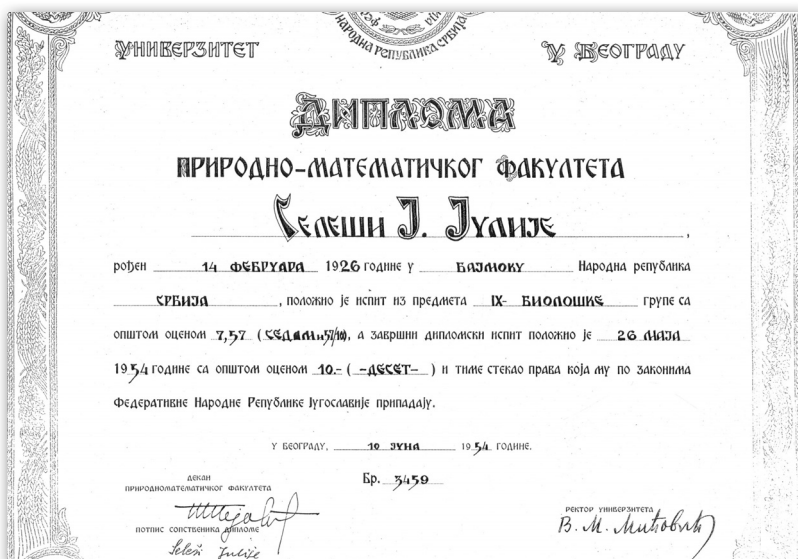 НАРОДНА РЕПУБЛИКА СРБИЈА
УНИВЕРЗИТЕТ У БЕОГРАДУ
ДИПЛОМА
ПРИРОДНО-МАТЕМАТИЧКОГ ФАКУЛТЕТА
Селеши Ј. Јулије,
рођен 14 ФЕБРУАРА 1926 године у БАЈМОКУ Народна република
СРБИЈА, положио је испит из предмета IX- БИОЛОШКЕ групе са
општом оценом 7,57 (СЕДАМ и 57/100), а завршни дипломски испит положио је 26 МАЈА
1954 године са општом оценом 10.- (-ДЕСЕТ-) и тиме стекао права која му по законима
Федеративне Народне Републике Југославије припадају.
У БЕОГРАДУ, 10 ЈУНА 1954 ГОДИНЕ.
Бр. 3459
ДЕКАН
ПРИРОДНОМАТЕМАТИЧКОГ ФАКУЛТЕТА
ПОТПИС СОПСТВЕНИКА ДИПЛОМЕ
Seleši Julije
РЕКТОР УНИВЕРЗИТЕТА
В. М. Мићовић